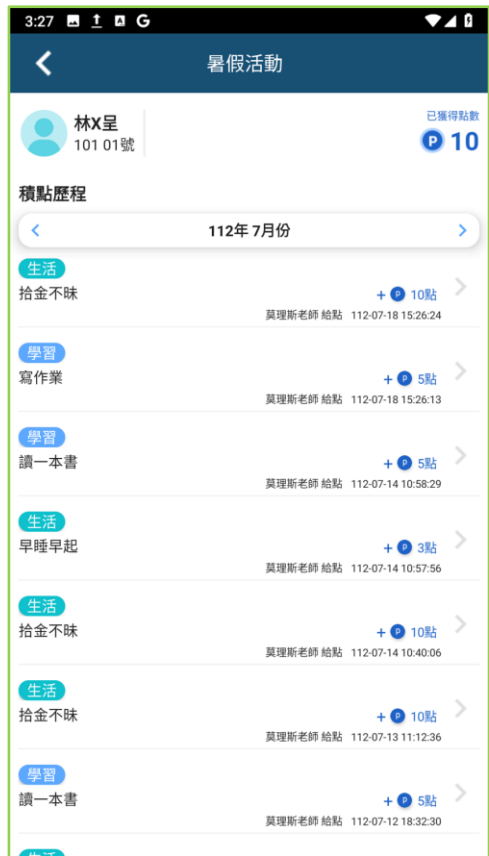 3:27
暑假活動
林X呈
101 01號
已獲得點數
P 10
積點歷程
112年 7月份
生活
拾金不昧
+ P 10點
莫理斯老師 給點 112-07-18 15:26:24
學習
寫作業
+ P 5點
莫理斯老師 給點 112-07-18 15:26:13
學習
讀一本書
+ P 5點
莫理斯老師 給點 112-07-14 10:58:29
生活
早睡早起
+ P 3點
莫理斯老師 給點 112-07-14 10:57:56
生活
拾金不昧
+ P 10點
莫理斯老師 給點 112-07-14 10:40:06
生活
拾金不昧
+ P 10點
莫理斯老師 給點 112-07-13 11:12:36
學習
讀一本書
+ P 5點
莫理斯老師 給點 112-07-12 18:32:30
生活